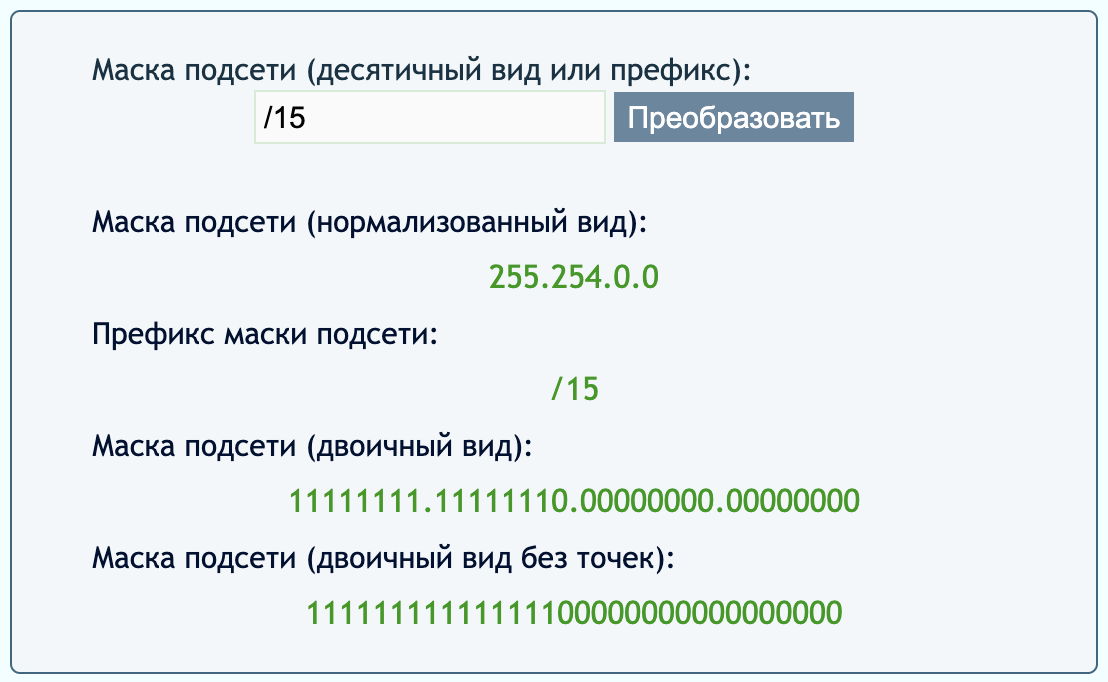 Маска подсети (десятичный вид или префикс):
/15 Преобразовать
Маска подсети (нормализованный вид):
255.254.0.0
Префикс маски подсети:
/15
Маска подсети (двоичный вид):
11111111.11111110.00000000.00000000
Маска подсети (двоичный вид без точек):
11111111111111100000000000000000